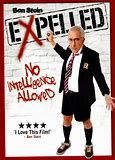 Ben Stein
EXPELLED
NO
INTELLIGENCE
ALLOWED
★★★★
"I Love This Film!"
— Ben Stein